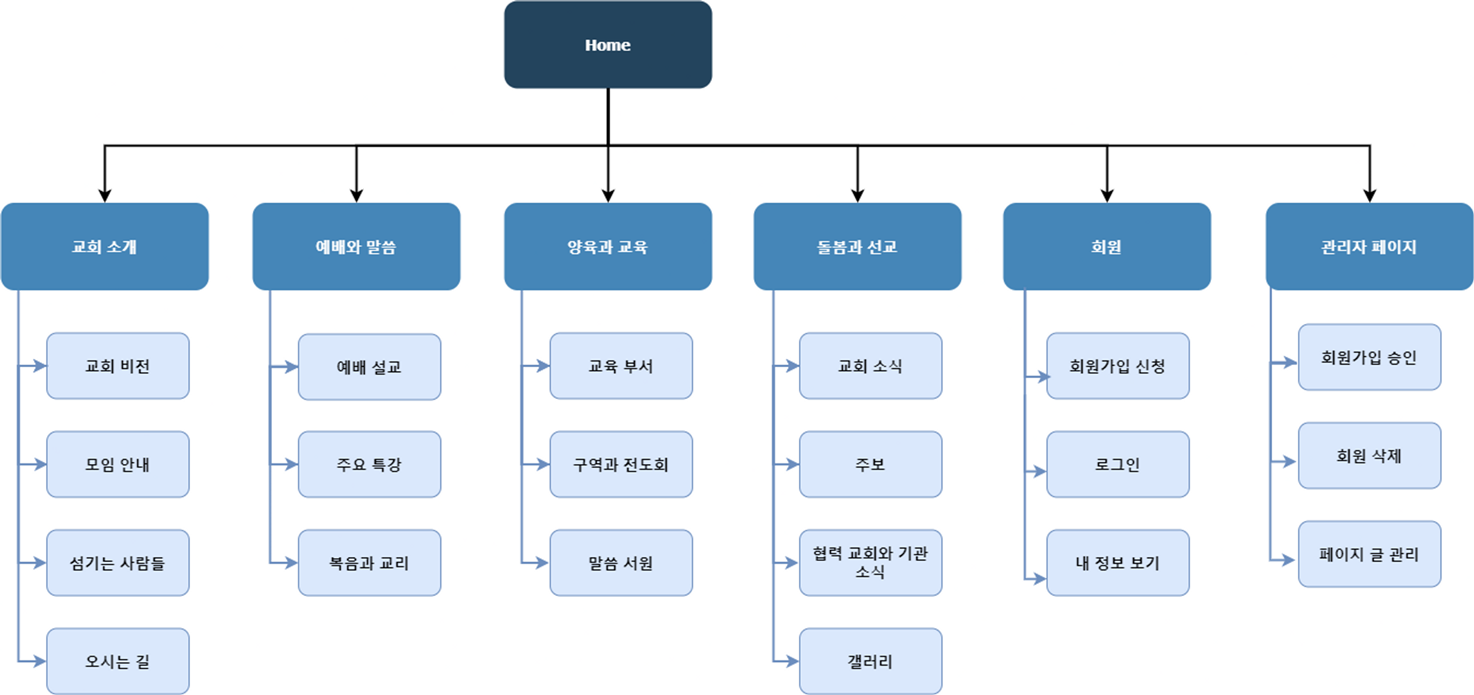 Home
교회 소개
예배와 말씀
양육과 교육
돌봄과 선교
회원
관리자 페이지
교회 비전
모임 안내
섬기는 사람들
오시는 길
예배 설교
주요 특강
복음과 교리
교육 부서
구역과 전도회
말씀 서원
교회 소식
주보
협력 교회와 기관
소식
갤러리
회원가입 신청
로그인
내 정보 보기
회원가입 승인
회원 삭제
페이지 글 관리